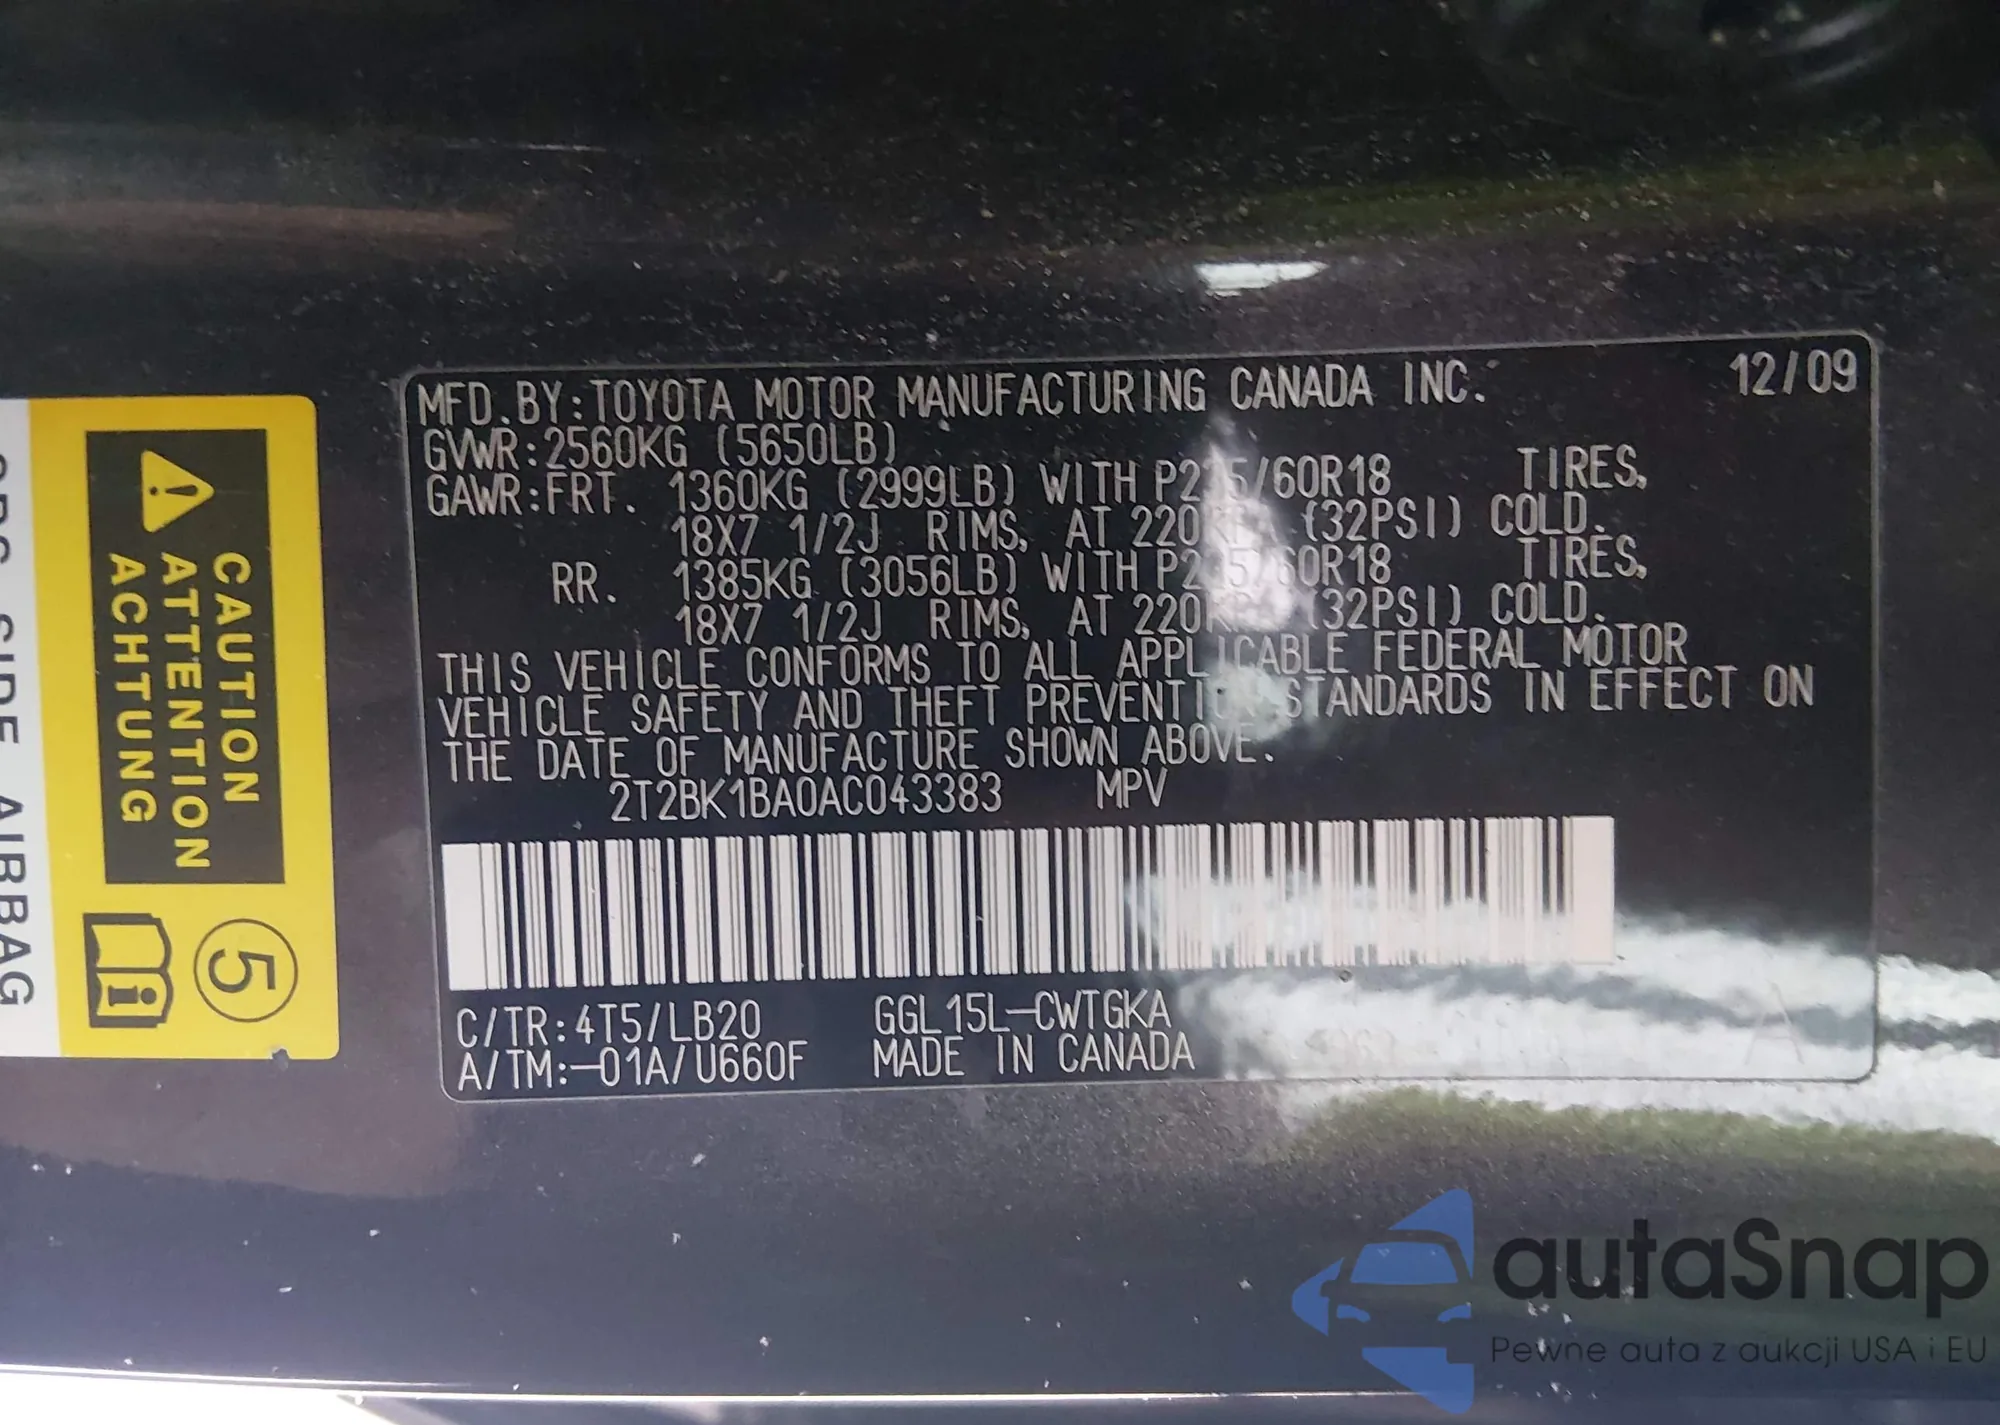 MFD.BY:TOYOTA MOTOR MANUFACTURING CANADA INC. 12/09
GVWR:2560KG (5650LB)
GAWR:FRT. 1360KG (2999LB) WITH TIRES,
18X7 1/2J RIMS, AT (32PSI) COLD.
RR. 1385KG (3056LB) WITH TIRES,
18X7 1/2J RIMS, AT (32PSI) COLD.
THIS VEHICLE CONFORMS TO ALL APPLICABLE FEDERAL MOTOR
VEHICLE SAFETY AND THEFT PREVENTION STANDARDS IN EFFECT ON
THE DATE OF MANUFACTURE SHOWN ABOVE.
2T2BK1BA0AC043383 MPV
C/TR:4T5/LB20 GGL15L-CWTGKA
A/TM:-01A/U660F MADE IN CANADA
A
CAUTION
ATTENTION
ACHTUNG
5
i
SRS SIDE AIRBAG
autaSnap
Pewne auta z aukcji USA i EU